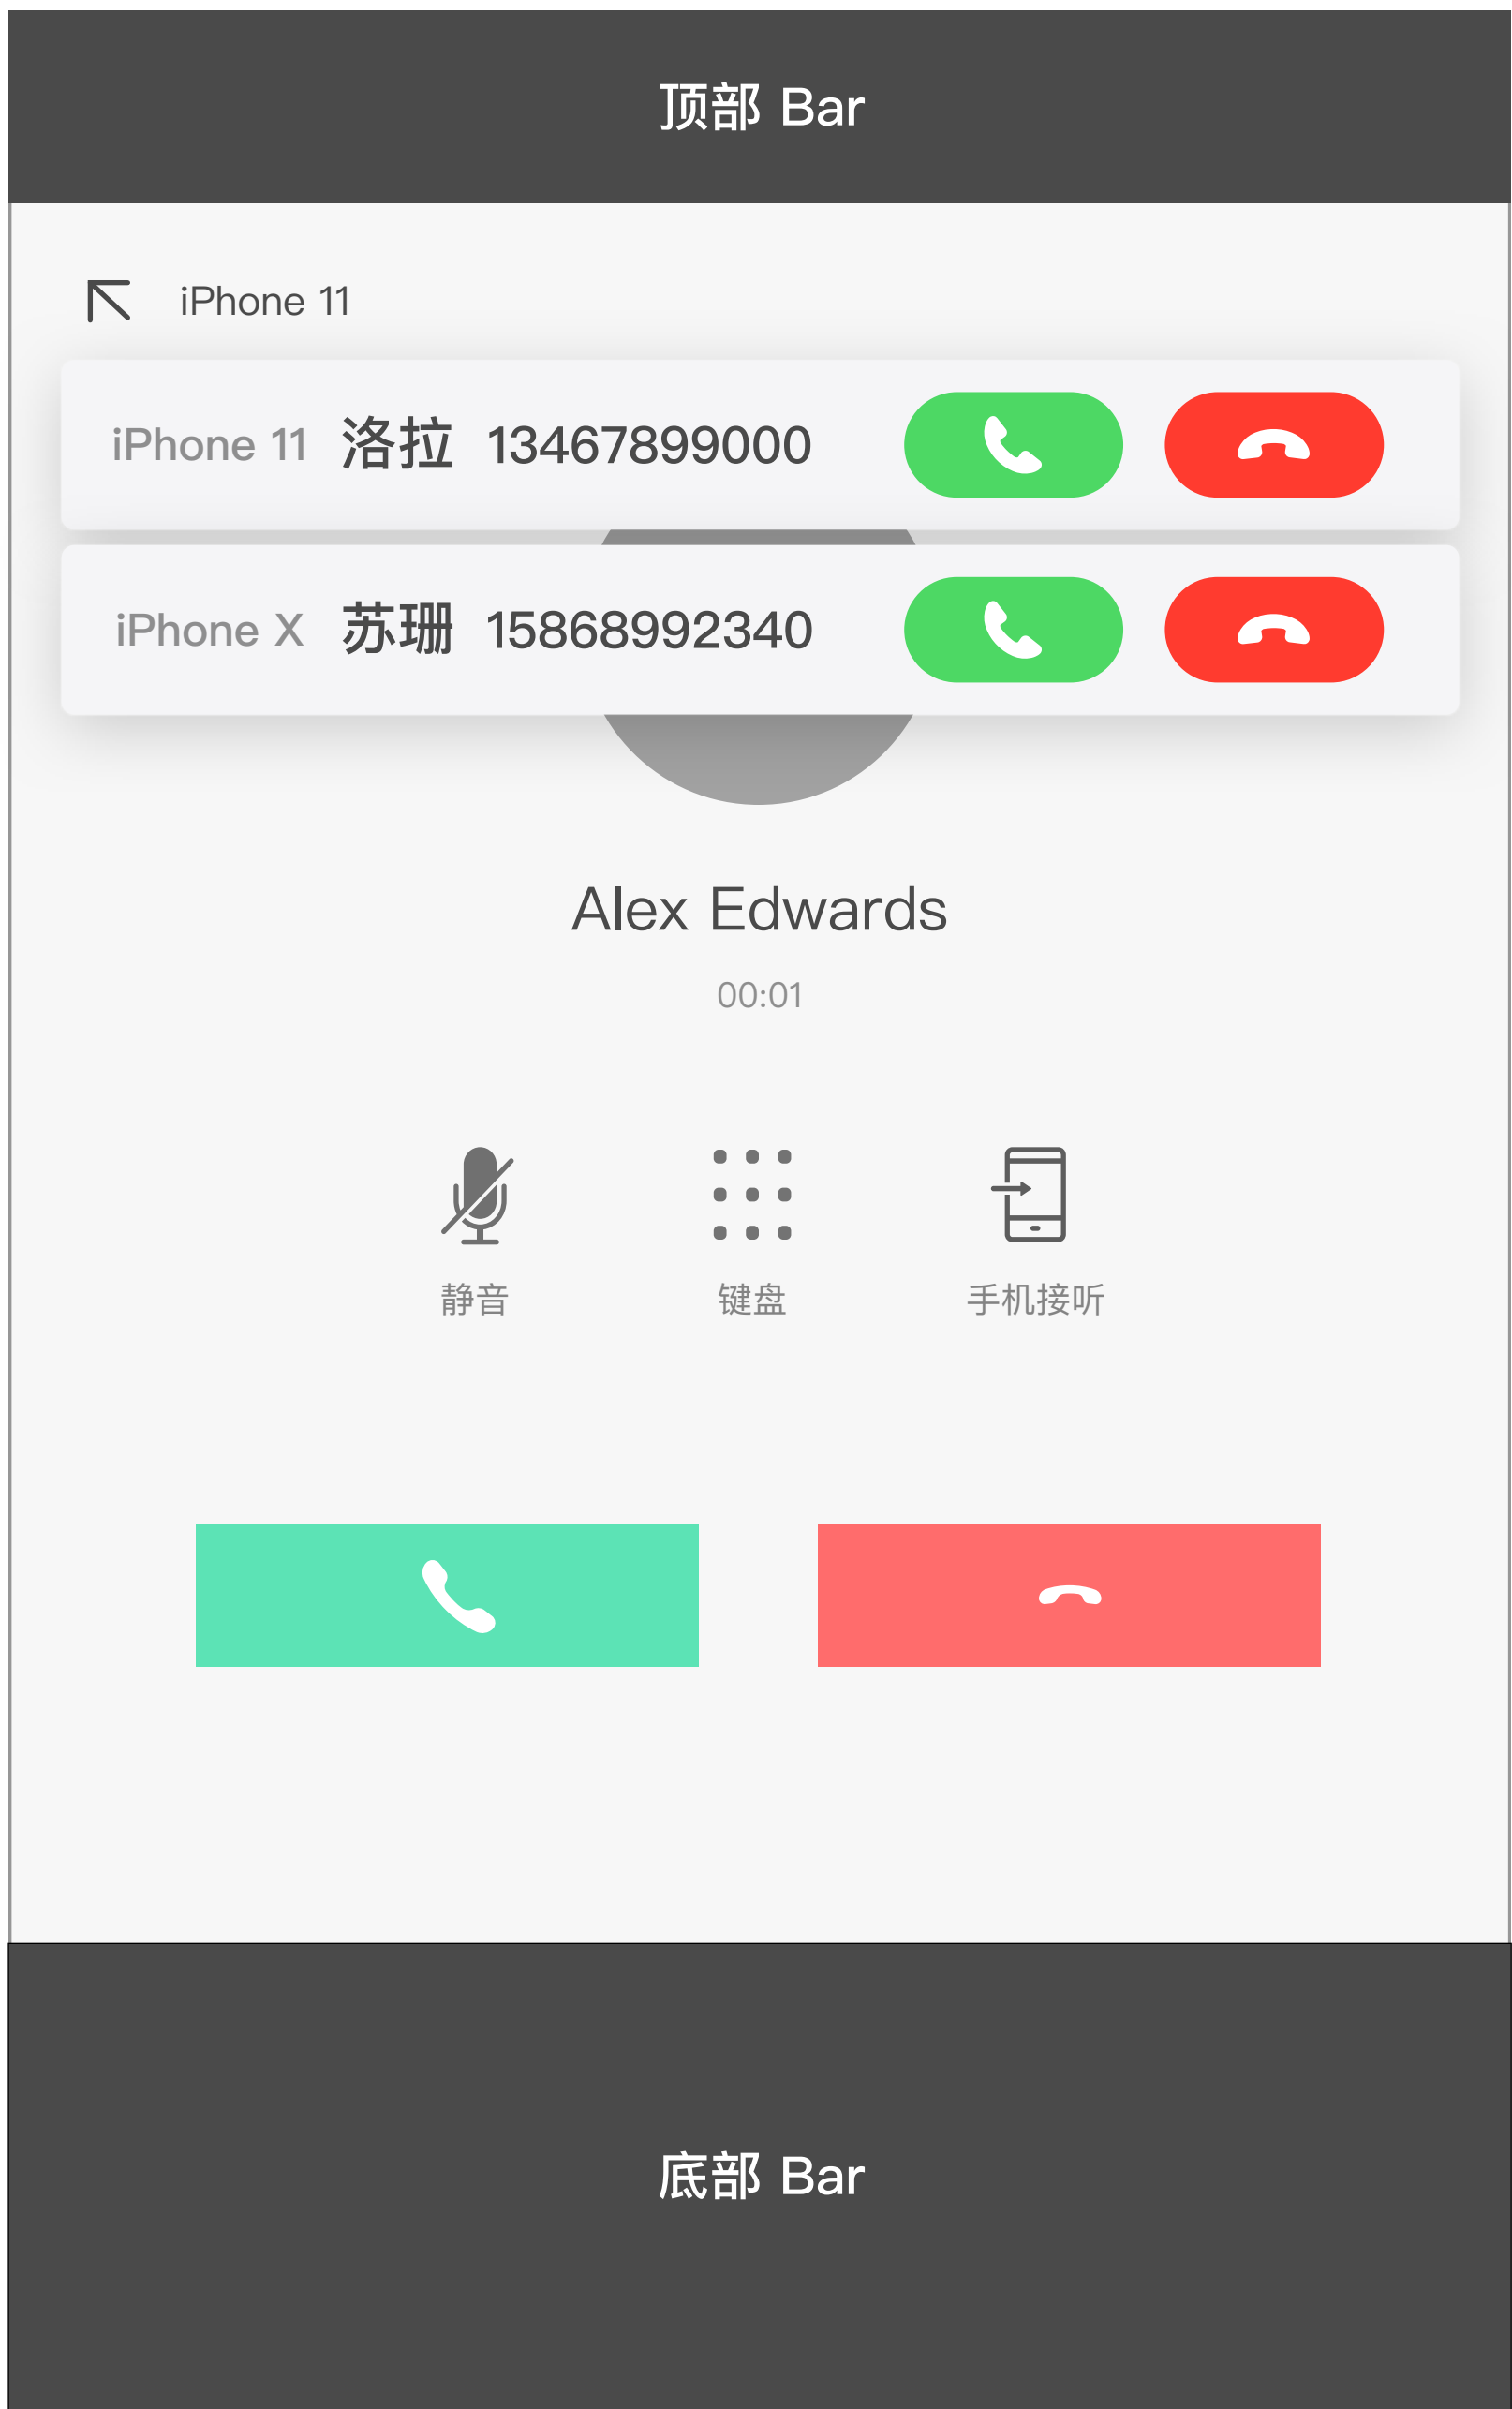 顶部 Bar
iPhone 11
iPhone 11 洛拉 13467899000
iPhone X 苏珊 15868992340
Alex Edwards
00:01
静音 键盘 手机接听
底部 Bar